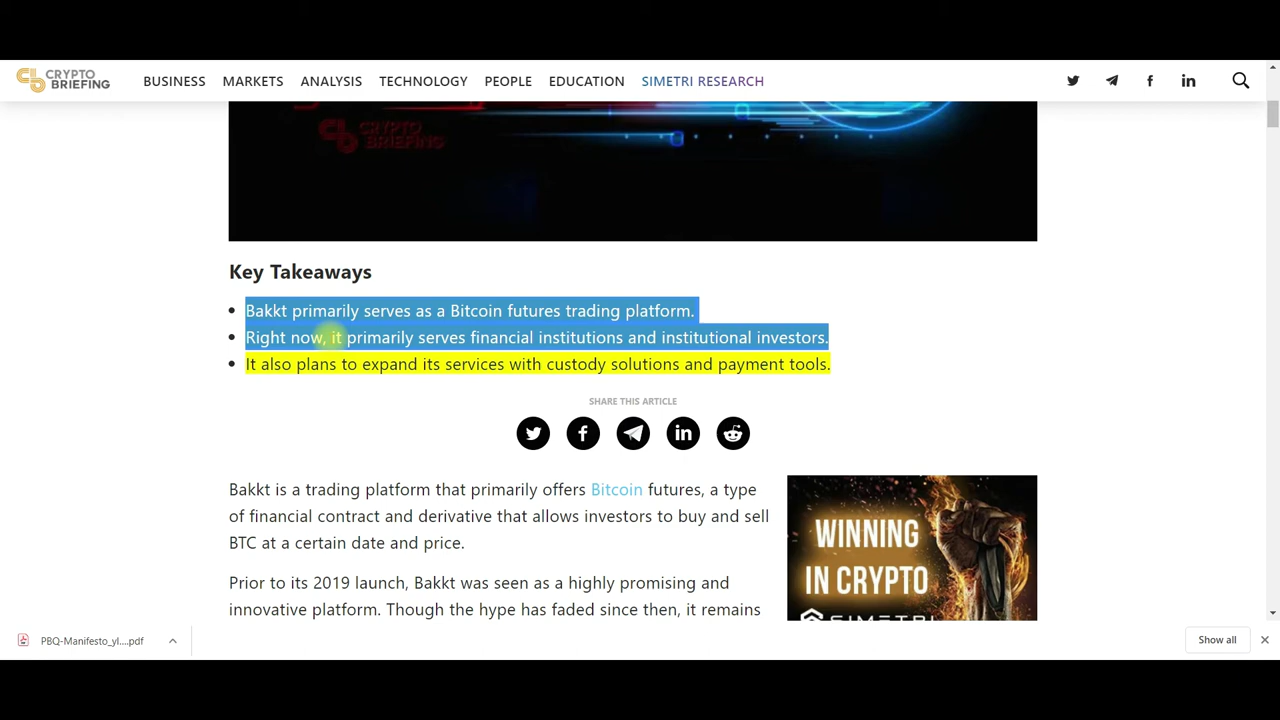 CRYPTO
BRIEFING
BUSINESS MARKETS ANALYSIS TECHNOLOGY PEOPLE EDUCATION SIMETRI RESEARCH
CRYPTO
BRIEFING
Key Takeaways
Bakkt primarily serves as a Bitcoin futures trading platform.
Right now, it primarily serves financial institutions and institutional investors.
It also plans to expand its services with custody solutions and payment tools.
SHARE THIS ARTICLE
Bakkt is a trading platform that primarily offers Bitcoin futures, a type
of financial contract and derivative that allows investors to buy and sell
BTC at a certain date and price.
Prior to its 2019 launch, Bakkt was seen as a highly promising and
innovative platform. Though the hype has faded since then, it remains
WINNING
IN CRYPTO
SIMETRI
PBQ-Manifesto_yl....pdf
Show all